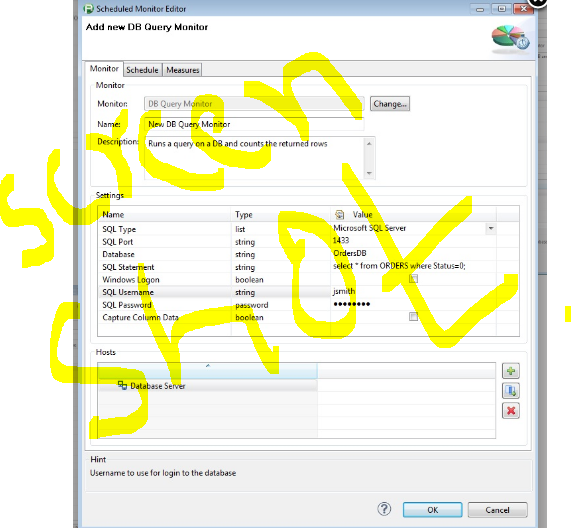 Scheduled Monitor Editor
Add new DB Query Monitor
Monitor Schedule Measures
Monitor
Monitor: DB Query Monitor Change...
Name: New DB Query Monitor
Description: Runs a query on a DB and counts the returned rows
screen
shot
Settings
Name Type Value
SQL Type list Microsoft SQL Server
SQL Port string 1433
Database string OrdersDB
SQL Statement string select * from ORDERS where Status=0;
Windows Logon boolean
SQL Username string jsmith
SQL Password password ••••••••
Capture Column Data boolean
Hosts
Database Server
Hint
Username to use for login to the database
? OK Cancel